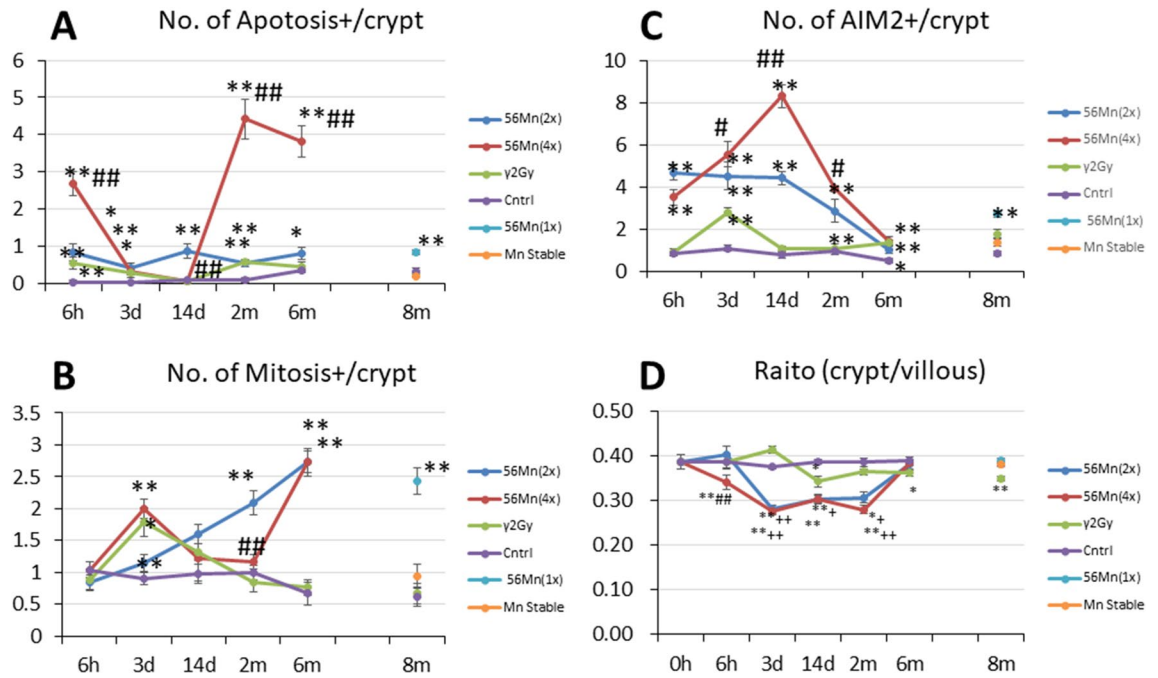 A No. of Apotosis+/crypt
6
5
4
3
2
1
0
**##
**##
**##
*
**
*
**
**
**
*
**
**
**
##
6h 3d 14d 2m 6m 8m
56Mn(2x)
56Mn(4x)
γ2Gy
Cntrl
56Mn(1x)
Mn Stable
C No. of AIM2+/crypt
10
8
6
4
2
0
##
**
#
**
**
**
#
**
**
**
**
**
**
**
*
**
6h 3d 14d 2m 6m 8m
56Mn(2x)
56Mn(4x)
γ2Gy
Cntrl
56Mn(1x)
Mn Stable
B No. of Mitosis+/crypt
3.5
3
2.5
2
1.5
1
0.5
0
**
**
**
**
**
*
**
##
6h 3d 14d 2m 6m 8m
56Mn(2x)
56Mn(4x)
γ2Gy
Cntrl
56Mn(1x)
Mn Stable
D Raito (crypt/villous)
0.50
0.40
0.30
0.20
0.10
0.00
**##
**++
**++
*
**+
**
*+
**++
*
**
0h 6h 3d 14d 2m 6m 8m
56Mn(2x)
56Mn(4x)
γ2Gy
Cntrl
56Mn(1x)
Mn Stable